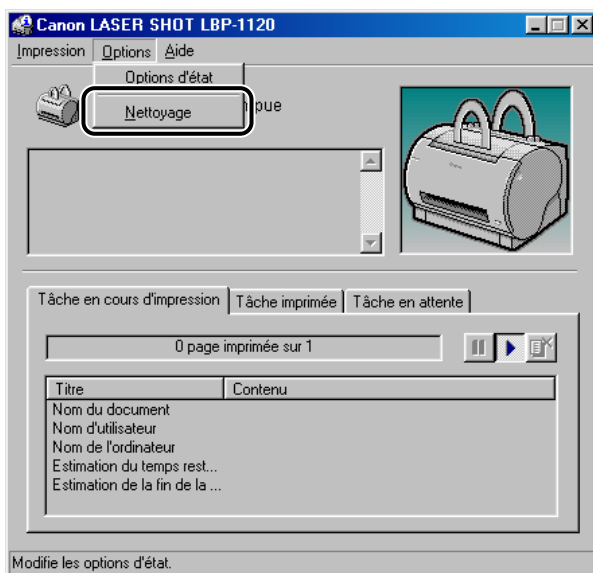 Canon LASER SHOT LBP-1120
Impression Options Aide
Options d'état
Nettoyage
pue
Tâche en cours d'impression Tâche imprimée Tâche en attente
0 page imprimée sur 1
Titre Contenu
Nom du document
Nom d'utilisateur
Nom de l'ordinateur
Estimation du temps rest...
Estimation de la fin de la ...
Modifie les options d'état.